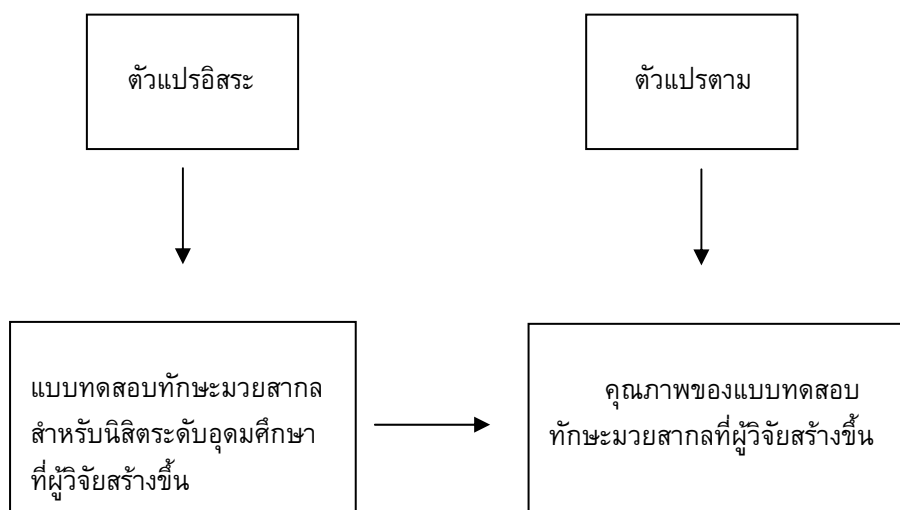 ตัวแปรอิสระ
ตัวแปรตาม
แบบทดสอบทักษะมวยสากล
สำหรับนิสิตระดับอุดมศึกษา
ที่ผู้วิจัยสร้างขึ้น
คุณภาพของแบบทดสอบ
ทักษะมวยสากลที่ผู้วิจัยสร้างขึ้น